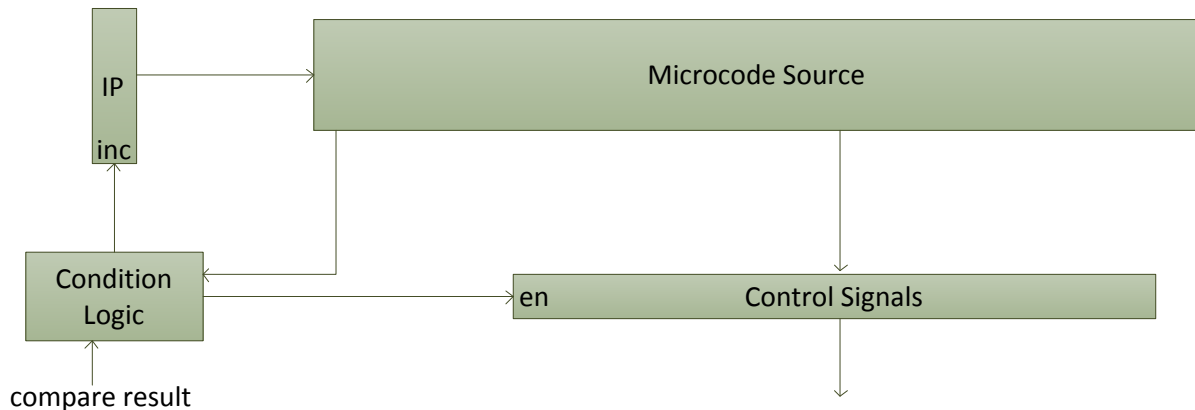 IP
inc
Microcode Source
Condition
Logic
en
Control Signals
compare result